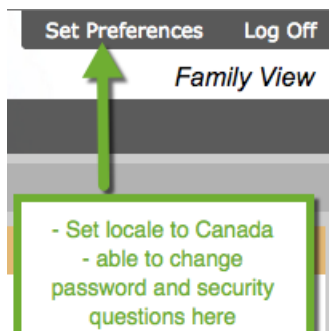 Set Preferences Log Off
Family View
- Set locale to Canada
- able to change
password and security
questions here